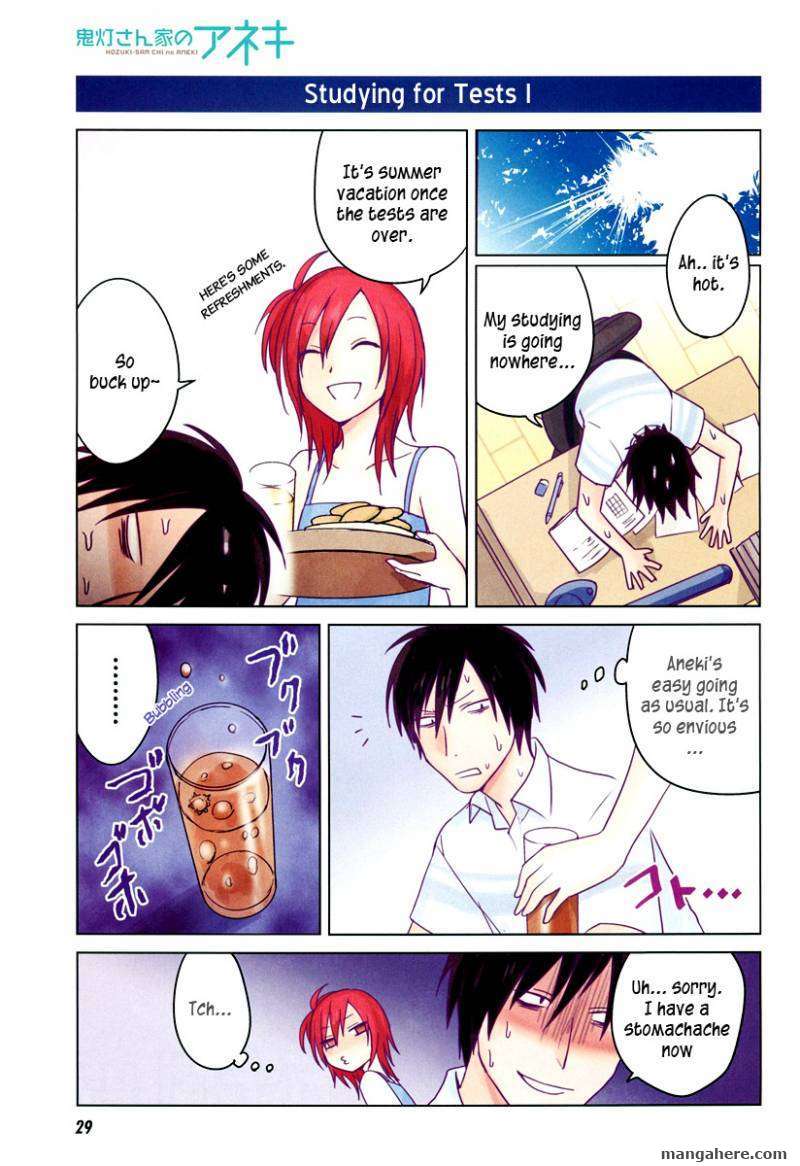 鬼灯さん家のアネキ
HOZUKI-SAN CHI no ANEKI
Studying for Tests 1
Ah.. it's
hot.
My studying
is going
nowhere...
It's summer
vacation once
the tests are
over.
HERE'S SOME
REFRESHMENTS.
So
buck up~
Aneki's
easy going
as usual. It's
so envious
...
コト...
.........
Bubbling
ブクブク
ゴボゴボ
Uh... sorry.
I have a
stomachache
now
Tch...
29
mangahere.com